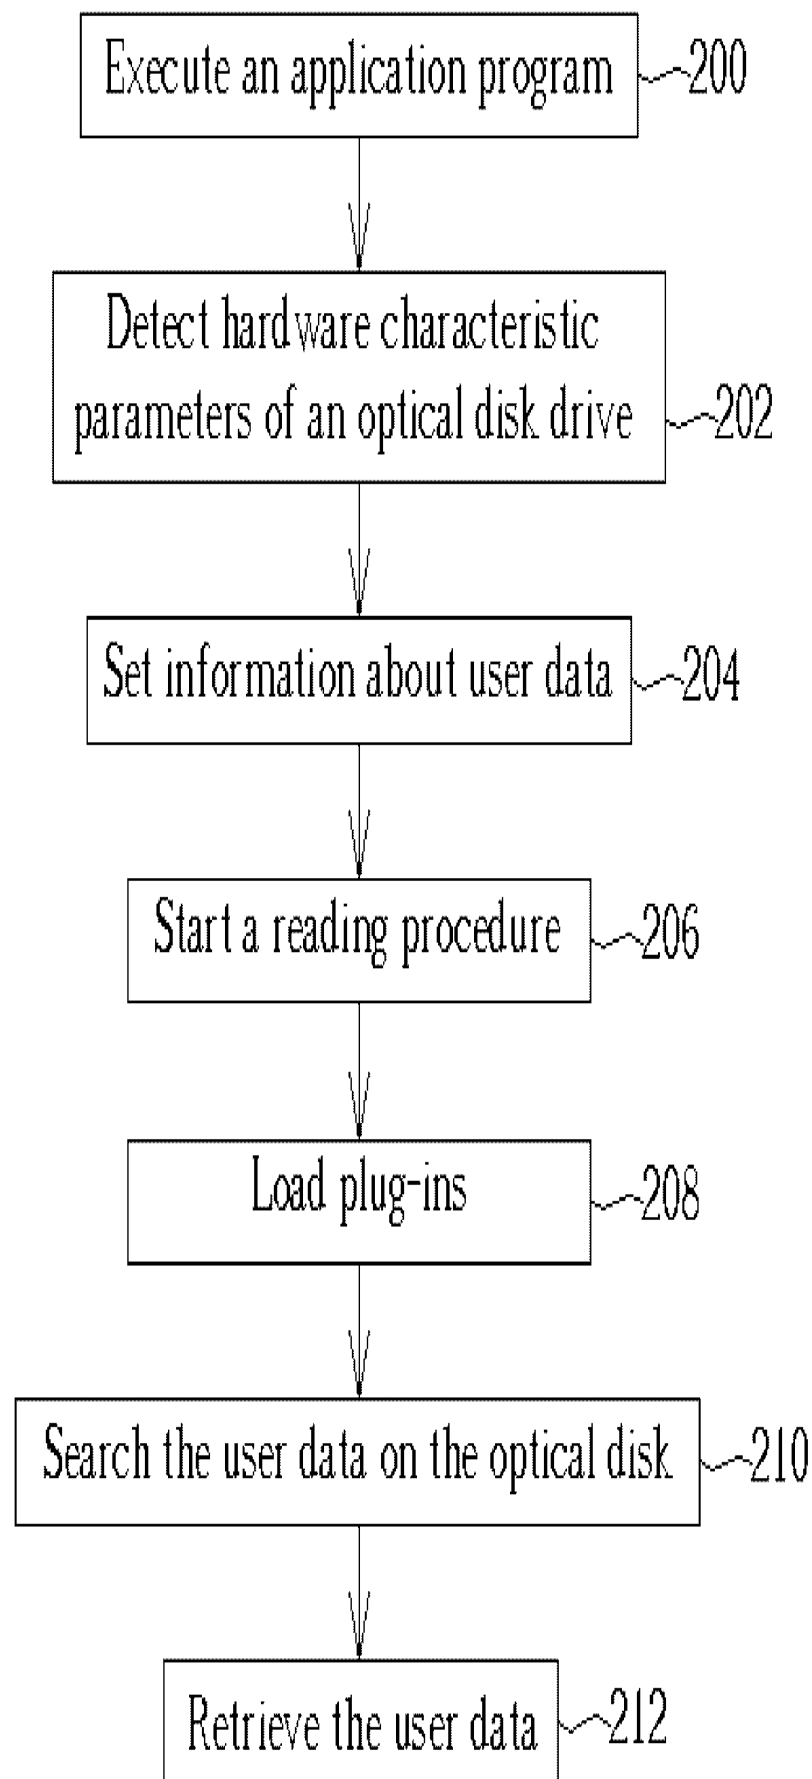 Execute an application program 200
Detect hardware characteristic
parameters of an optical disk drive 202
Set information about user data 204
Start a reading procedure 206
Load plug-ins 208
Search the user data on the optical disk 210
Retrieve the user data 212